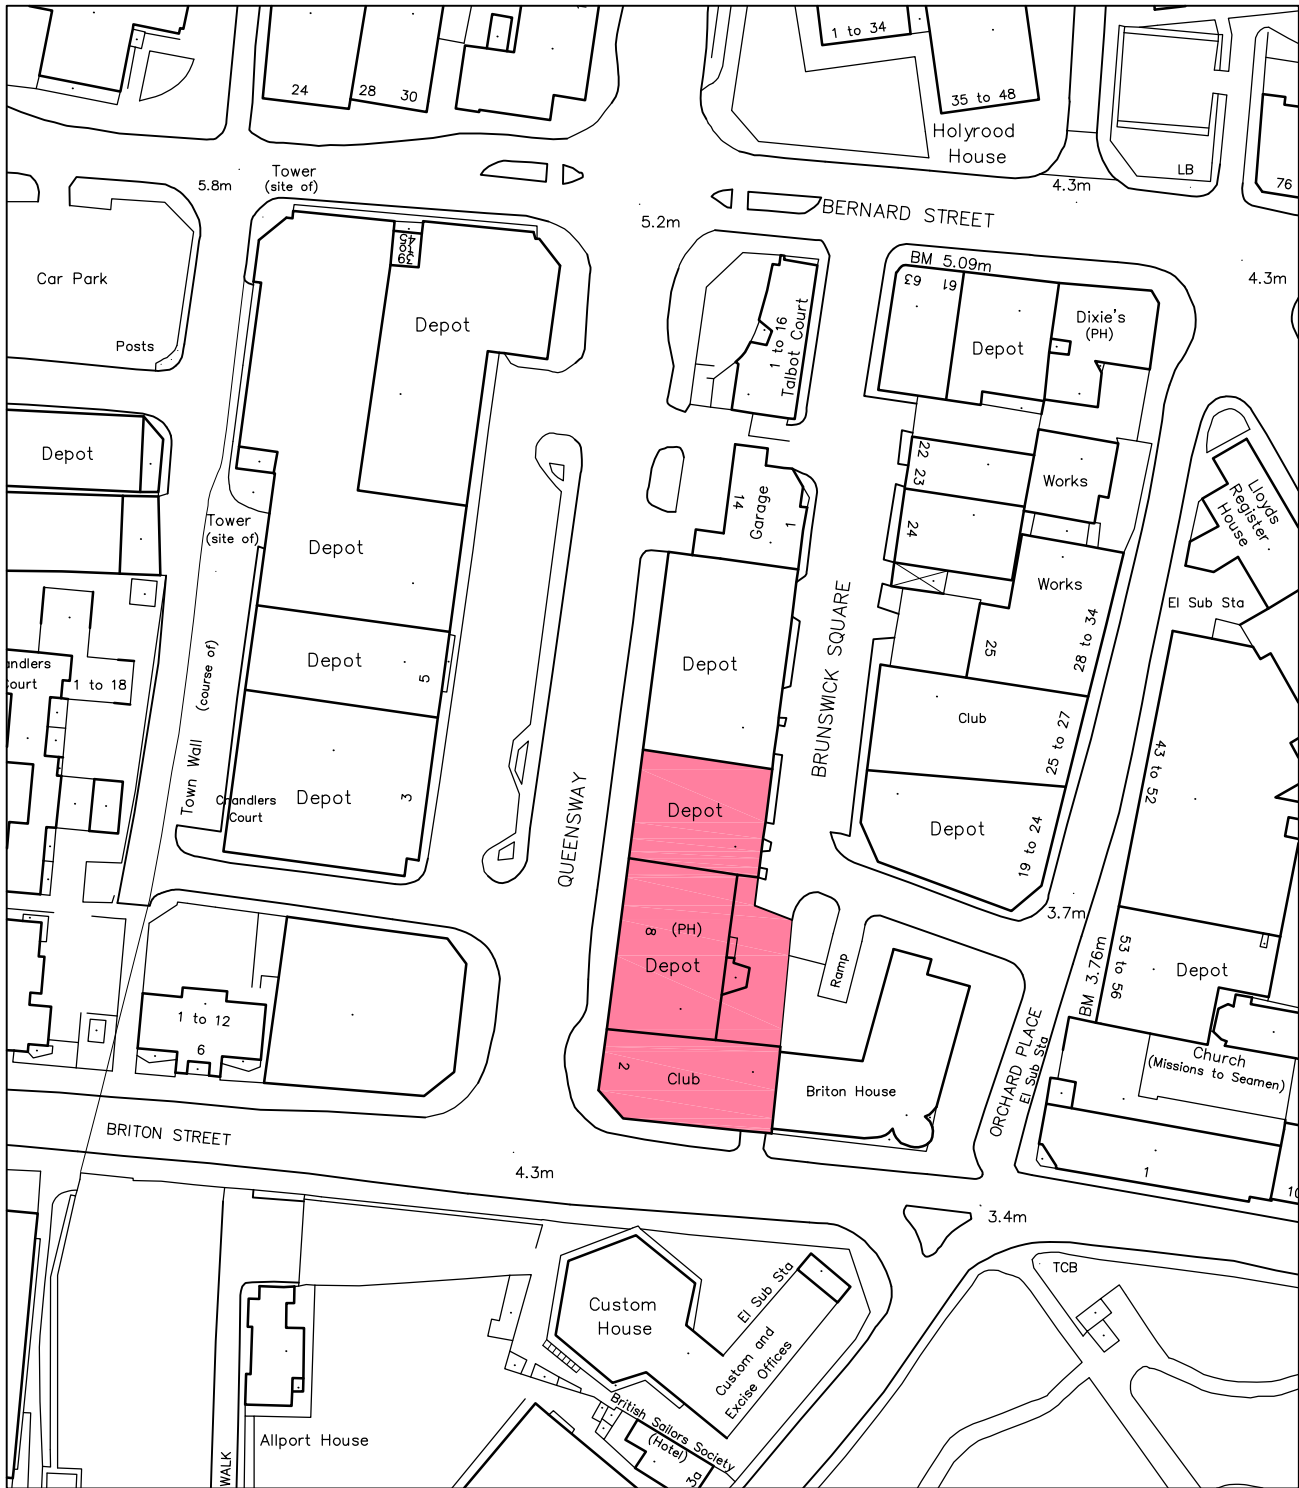 1 to 34
24
28
30
35 to 48
Holyrood
House
LB
76
Tower
(site of)
5.8m
4.3m
5.2m
BERNARD STREET
BM 5.09m
4.3m
Car Park
Posts
39
to
45
Depot
1 to 16
Talbot Court
63
61
Depot
Dixie's
(PH)
Depot
22
23
Works
Lloyds
Register
House
14
Garage
1
24
Tower
(site of)
Depot
Works
El Sub Sta
28 to 34
25
BRUNSWICK SQUARE
Depot
Depot
5
Chandlers
Court
andlers
ourt
1 to 18
Town Wall
(course of)
Club
25 to 27
43 to 52
Depot
3
QUEENSWAY
Depot
Depot
19 to 24
3.7m
8
(PH)
Depot
Ramp
BM 3.76m
53 to 56
Depot
1 to 12
6
2
Club
Briton House
ORCHARD PLACE
El Sub Sta
Church
(Missions to Seamen)
BRITON STREET
4.3m
1
10
3.4m
TCB
Custom
House
El Sub Sta
Custom and
Excise Offices
British Sailors Society
(Hotel)
3a
Allport House
WALK